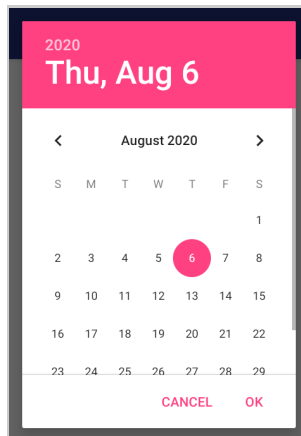 2020
Thu, Aug 6
August 2020
S M T W T F S
1
2 3 4 5 6 7 8
9 10 11 12 13 14 15
16 17 18 19 20 21 22
23 24 25 26 27 28 29
CANCEL OK